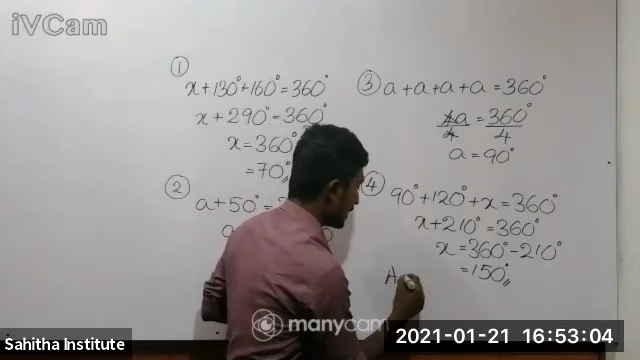 iVCam
①
x+130°+160°=360°
x+290°=360°
x=360°
=70°
②
a+50°=
③ a+a+a+a=360°
4a/4=360°/4
a=90°
④ 90°+120°+x=360°
x+210°=360°
x=360°-210°
=150°
A
manycam
Sahitha Institute
2021-01-21 16:53:04